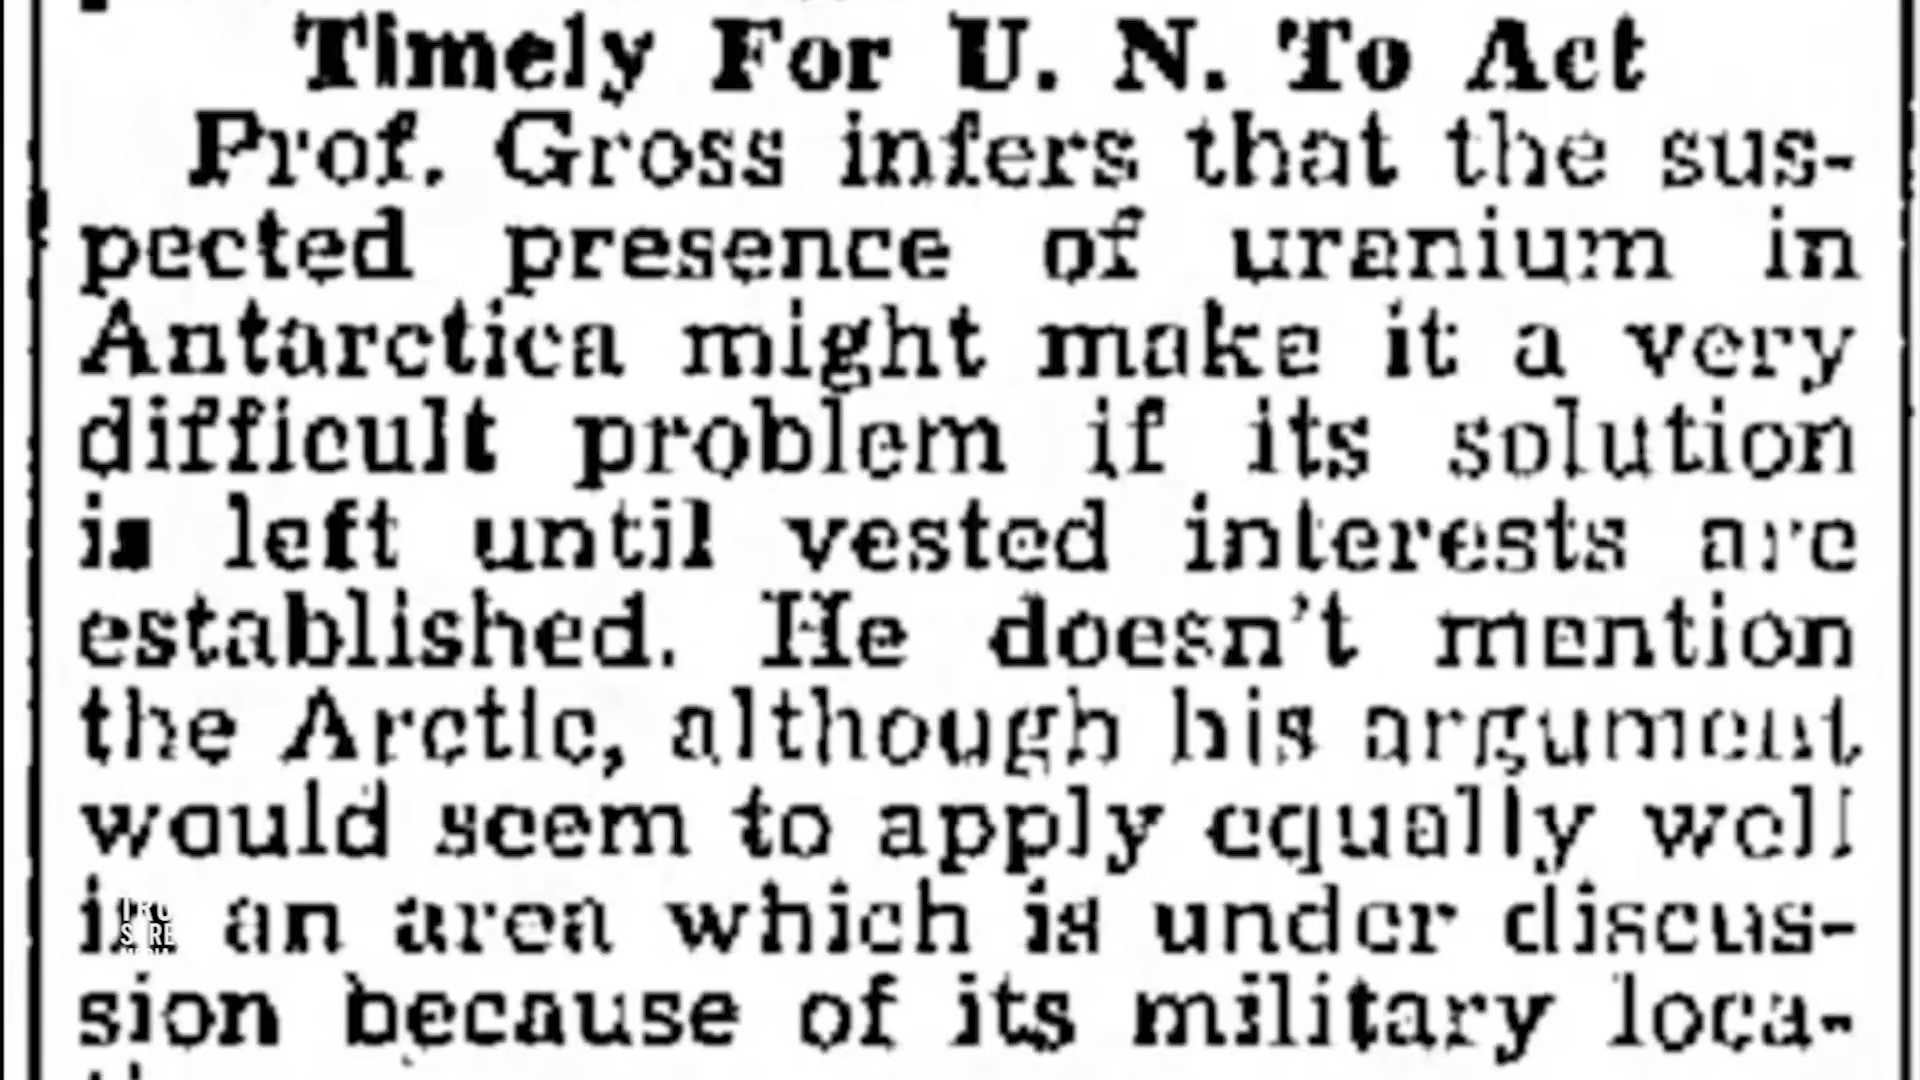 Timely For U. N. To Act
Prof. Gross infers that the sus-
pected presence of uranium in
Antarctica might make it a very
difficult problem if its solution
is left until vested interests are
established. He doesn't mention
the Arctic, although his argument
would seem to apply equally well
in an area which is under discus-
sion because of its military loca-